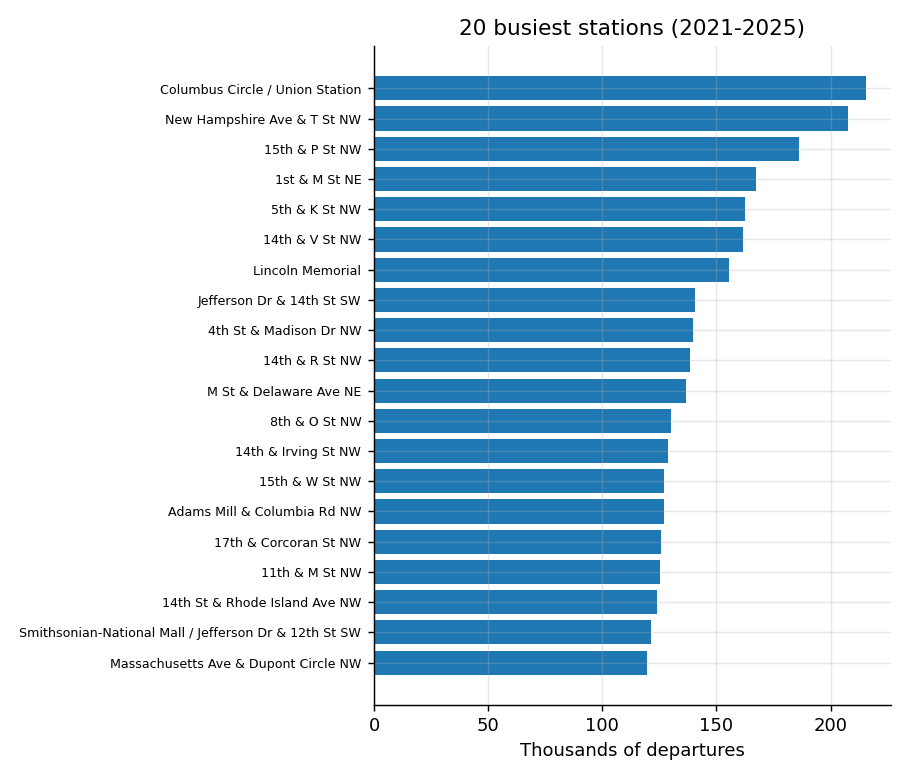 20 busiest stations (2021-2025)
Columbus Circle / Union Station
New Hampshire Ave & T St NW
15th & P St NW
1st & M St NE
5th & K St NW
14th & V St NW
Lincoln Memorial
Jefferson Dr & 14th St SW
4th St & Madison Dr NW
14th & R St NW
M St & Delaware Ave NE
8th & O St NW
14th & Irving St NW
15th & W St NW
Adams Mill & Columbia Rd NW
17th & Corcoran St NW
11th & M St NW
14th St & Rhode Island Ave NW
Smithsonian-National Mall / Jefferson Dr & 12th St SW
Massachusetts Ave & Dupont Circle NW
0 50 100 150 200
Thousands of departures